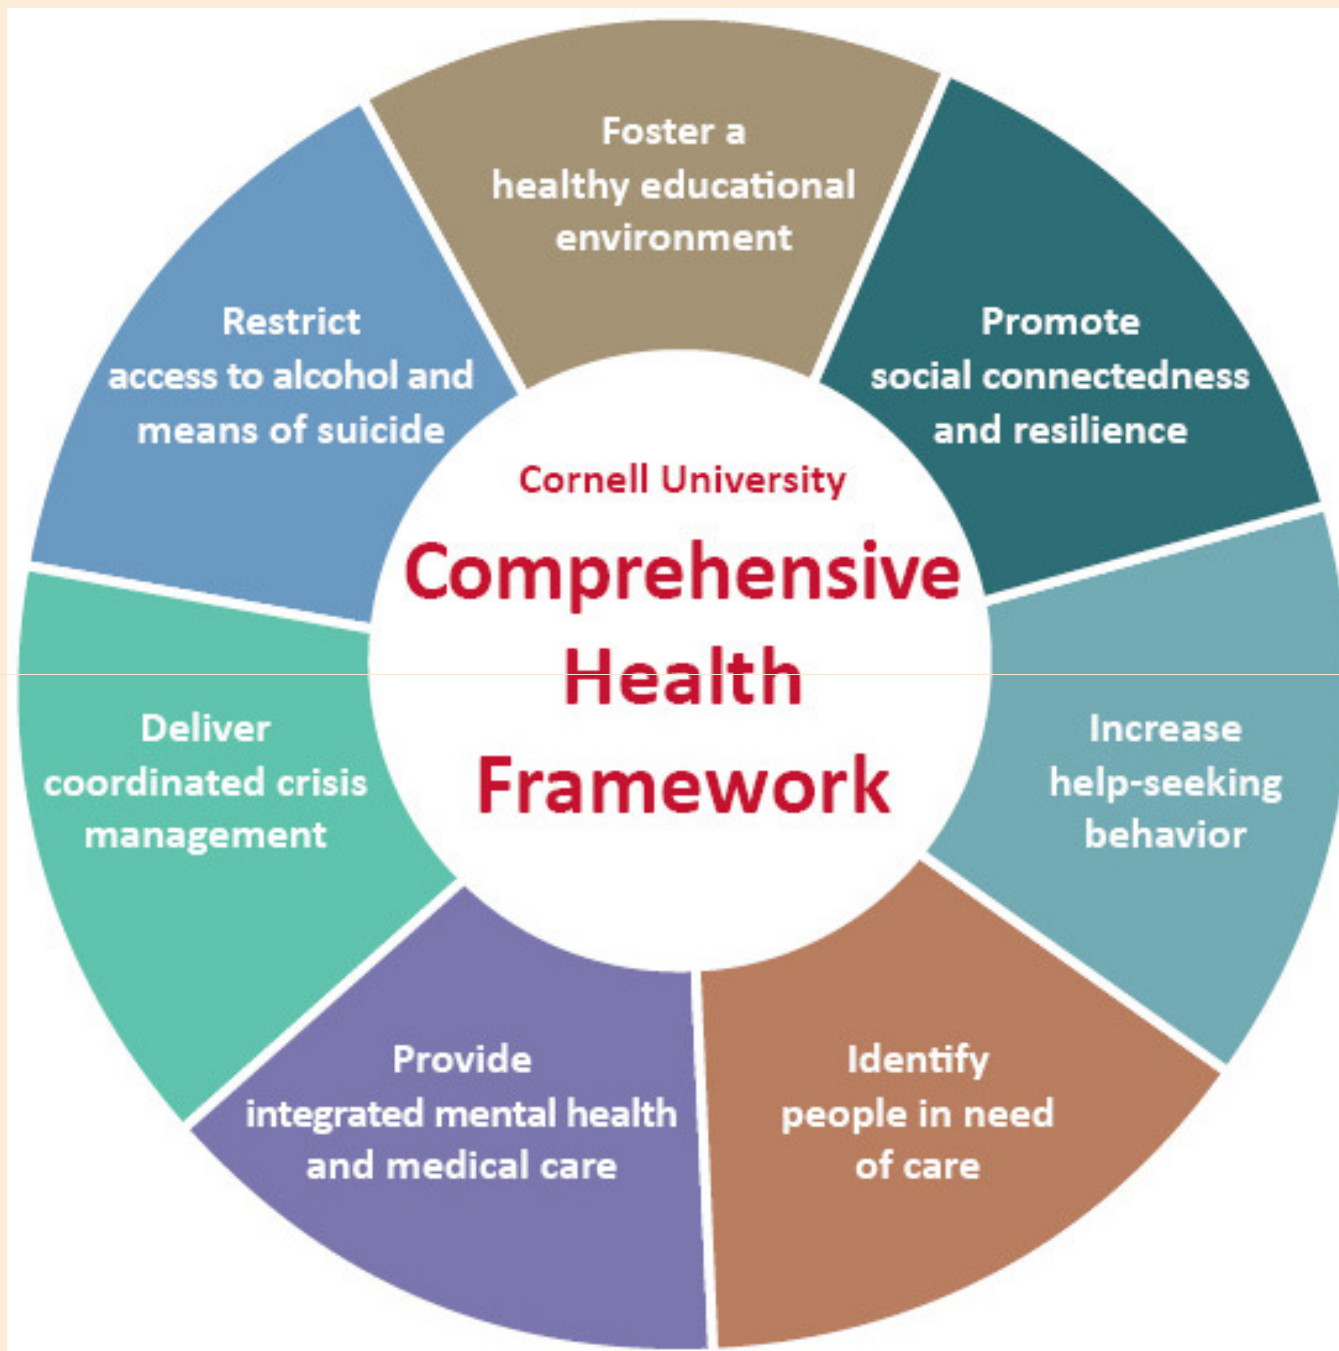 Foster a
healthy educational
environment
Promote
social connectedness
and resilience
Increase
help-seeking
behavior
Identify
people in need
of care
Provide
integrated mental health
and medical care
Deliver
coordinated crisis
management
Restrict
access to alcohol and
means of suicide
Cornell University
Comprehensive
Health
Framework